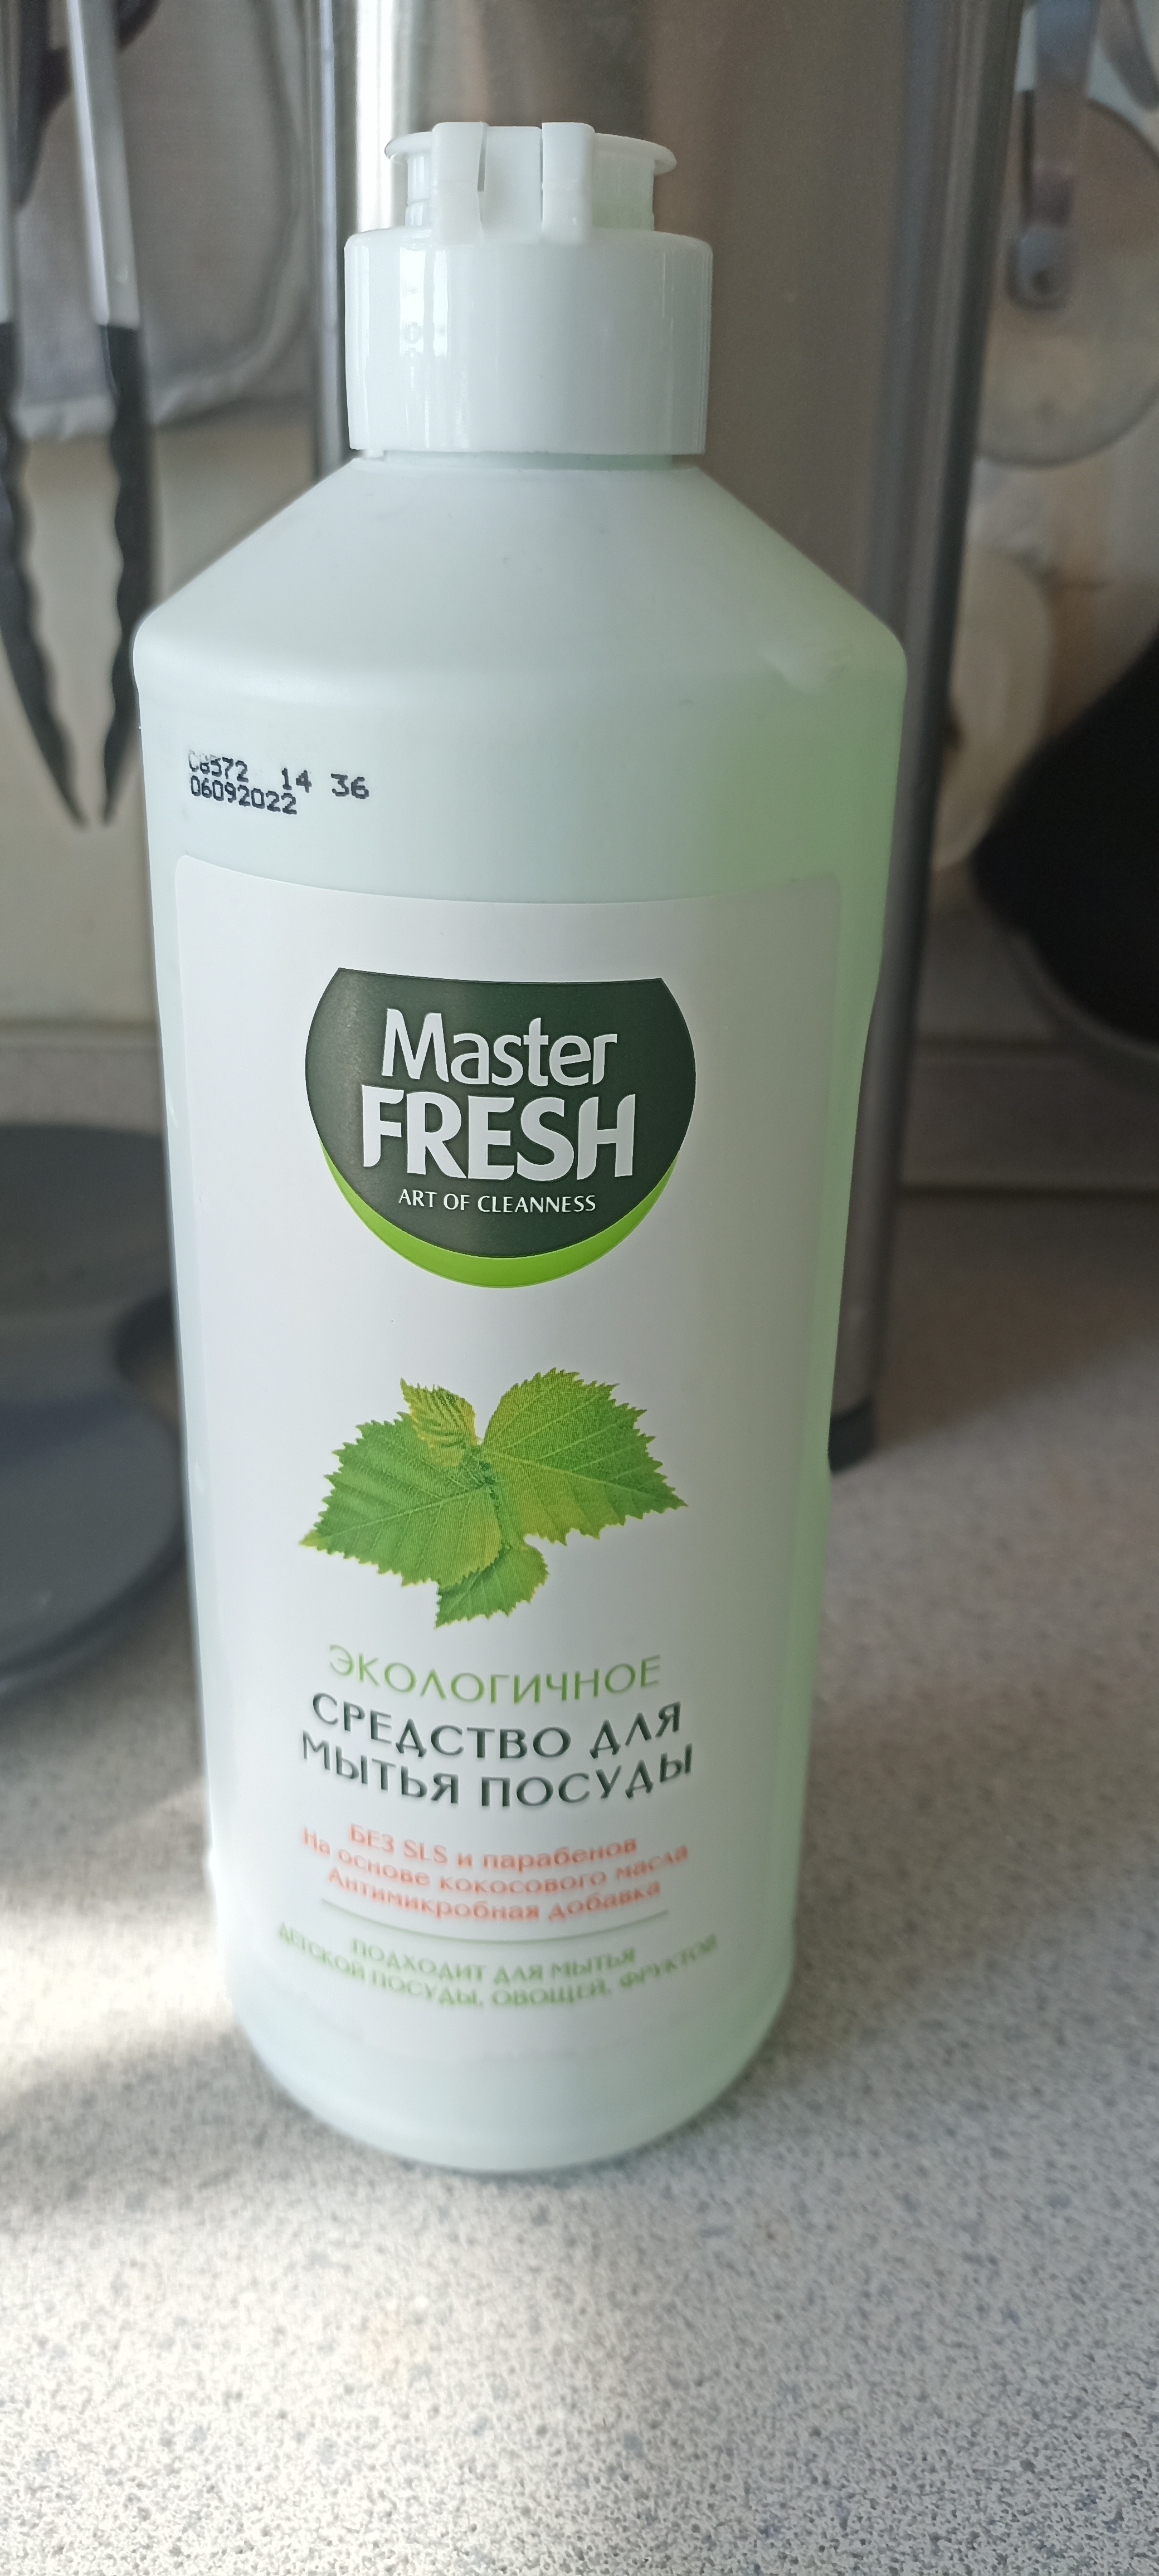 C8572 14 36
06092022
Master
FRESH
ART OF CLEANNESS
ЭКОЛОГИЧНОЕ
СРЕДСТВО ДЛЯ
МЫТЬЯ ПОСУДЫ
БЕЗ SLS и парабенов
На основе кокосового масла
Антимикробная добавка
ПОДХОДИТ ДЛЯ МЫТЬЯ
ДЕТСКОЙ ПОСУДЫ, ОВОЩЕЙ, ФРУКТОВ